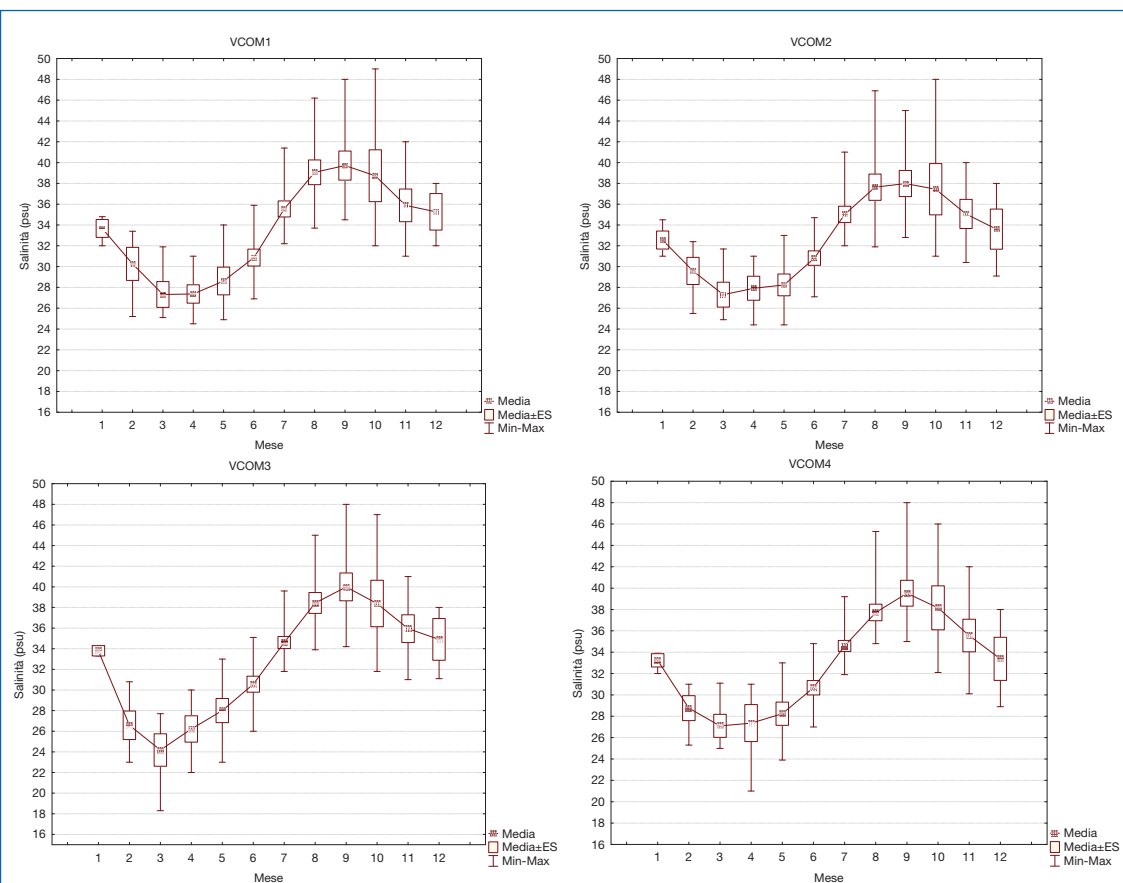 VCOM1
50
48
46
44
42
40
38
36
34
32
30
28
26
24
22
20
18
16
Salinità (psu)
1 2 3 4 5 6 7 8 9 10 11 12
Mese
Media
Media±ES
Min-Max
VCOM2
50
48
46
44
42
40
38
36
34
32
30
28
26
24
22
20
18
16
Salinità (psu)
1 2 3 4 5 6 7 8 9 10 11 12
Mese
Media
Media±ES
Min-Max
VCOM3
50
48
46
44
42
40
38
36
34
32
30
28
26
24
22
20
18
16
Salinità (psu)
1 2 3 4 5 6 7 8 9 10 11 12
Mese
Media
Media±ES
Min-Max
VCOM4
50
48
46
44
42
40
38
36
34
32
30
28
26
24
22
20
18
16
Salinità (psu)
1 2 3 4 5 6 7 8 9 10 11 12
Mese
Media
Media±ES
Min-Max